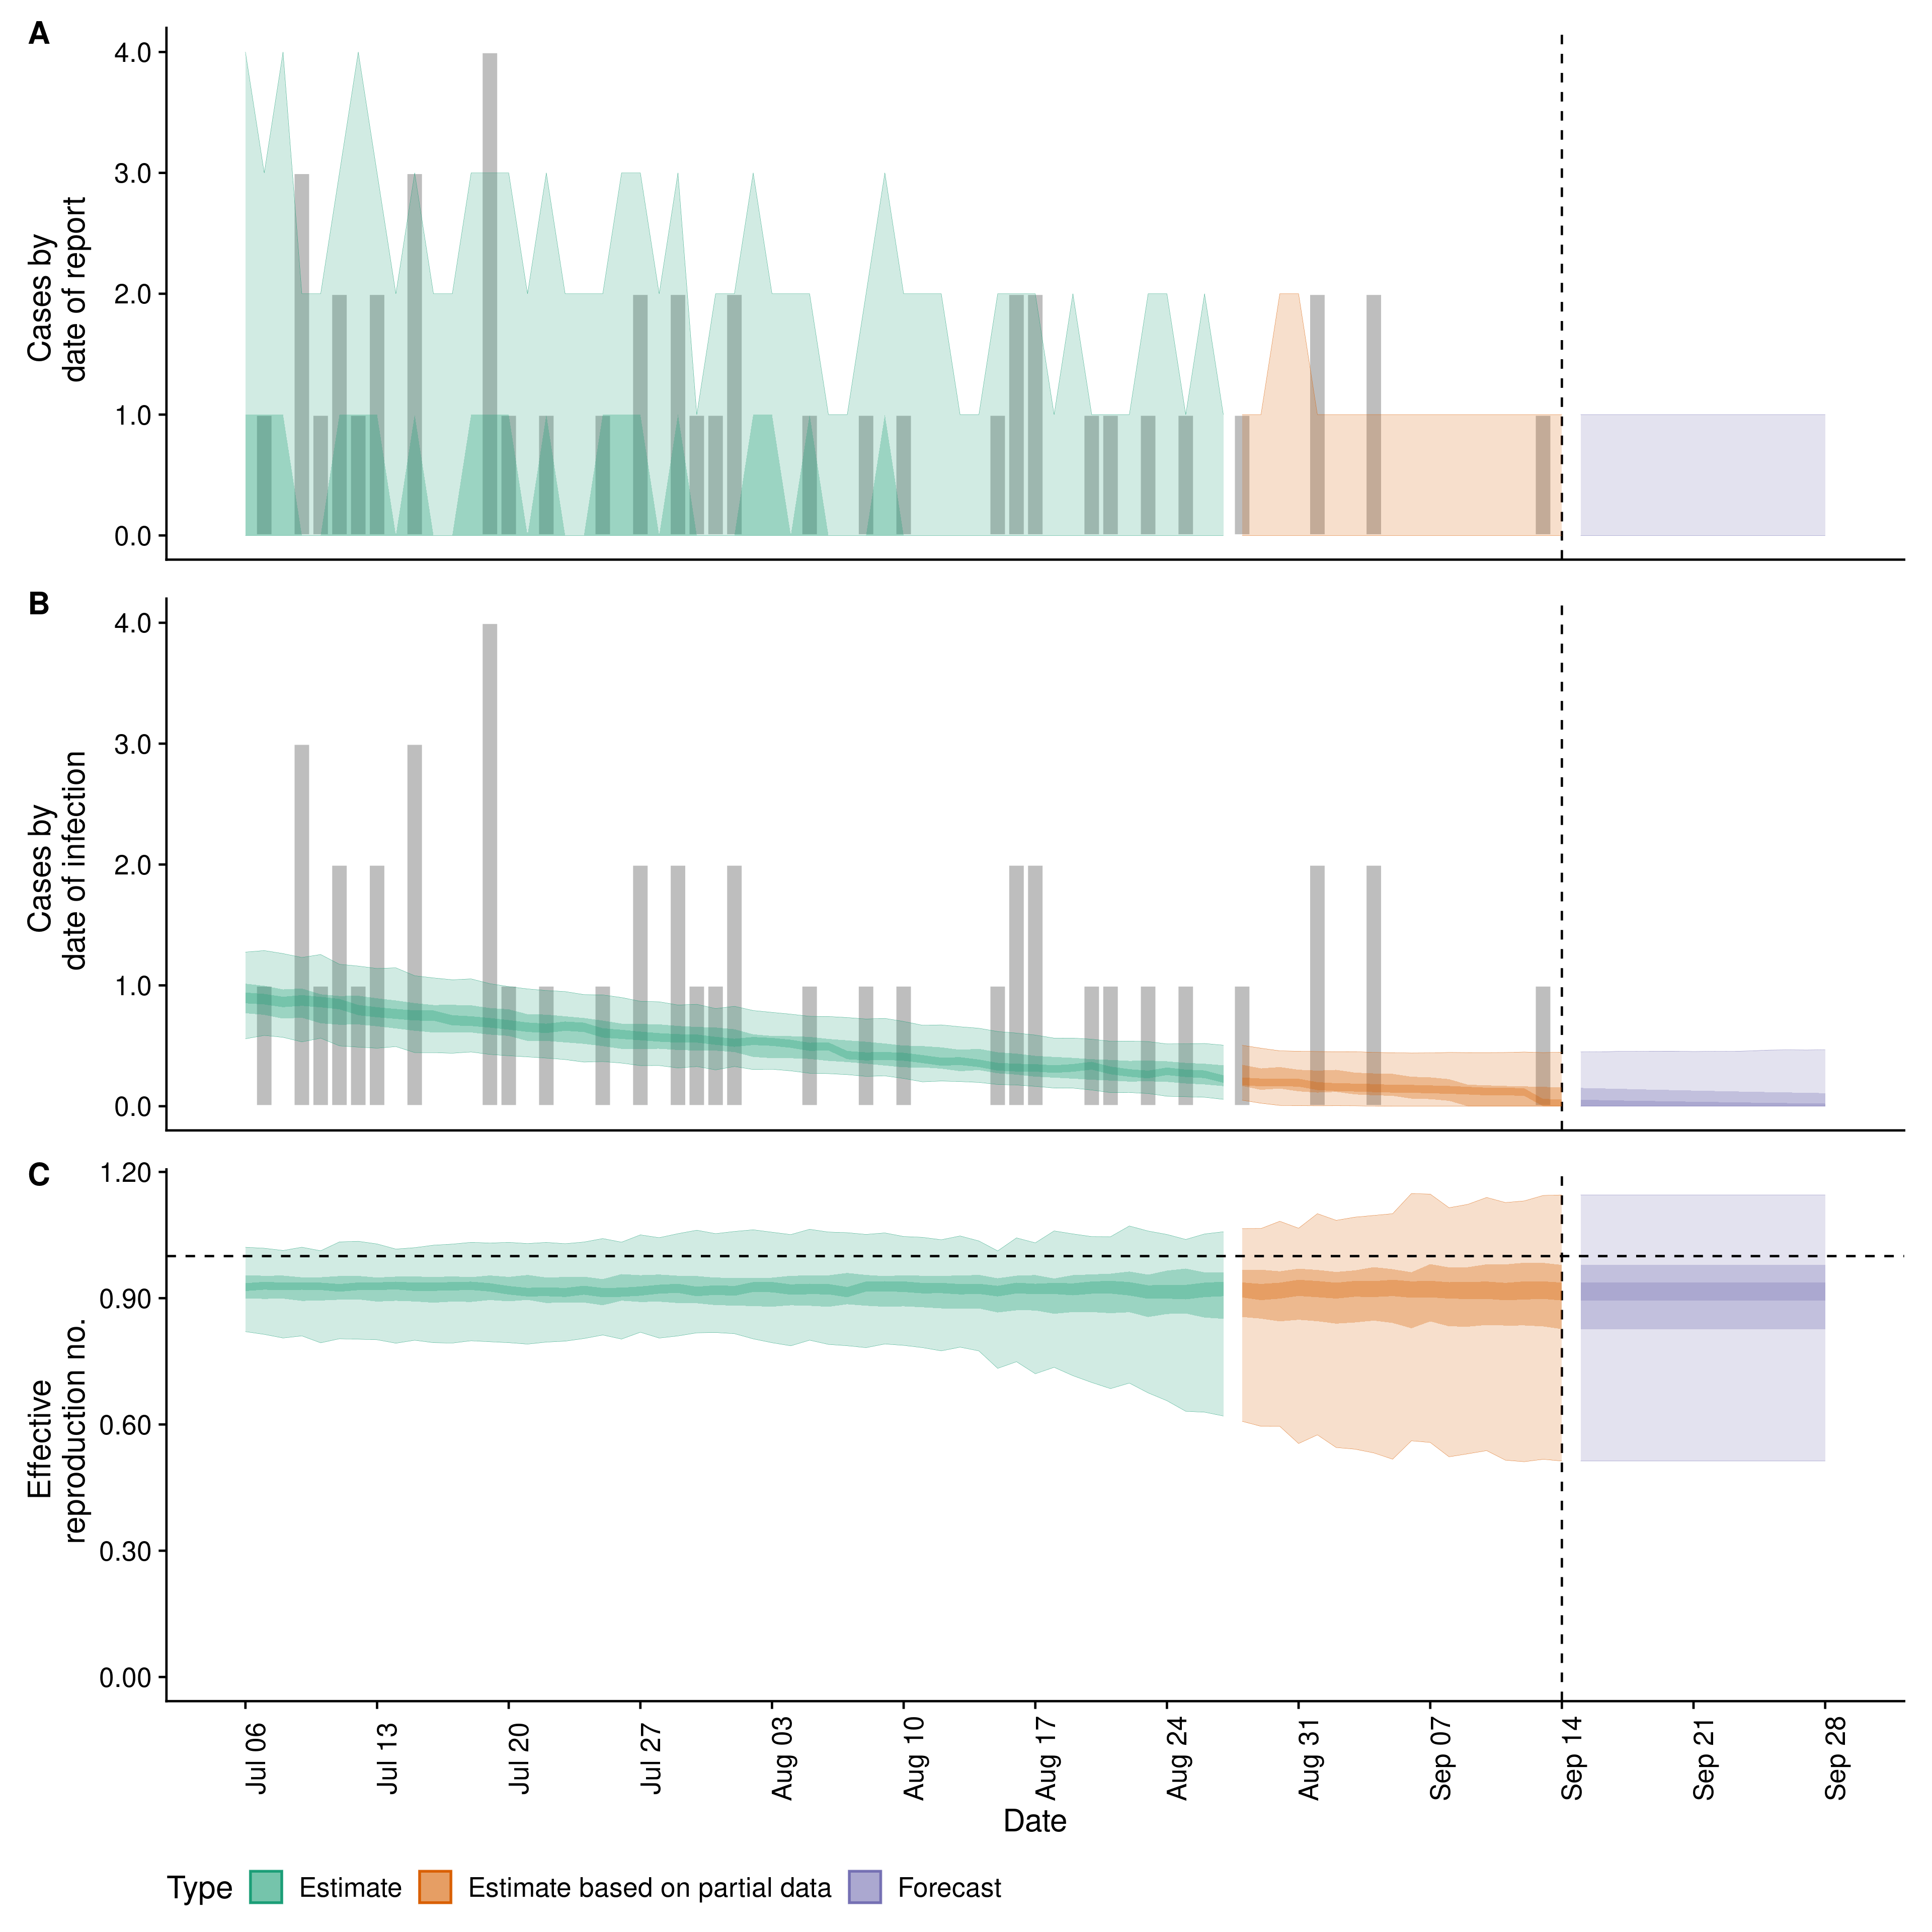 A
Cases by
date of report
4.0
3.0
2.0
1.0
0.0
B
Cases by
date of infection
4.0
3.0
2.0
1.0
0.0
C
Effective
reproduction no.
1.20
0.90
0.60
0.30
0.00
Jul 06
Jul 13
Jul 20
Jul 27
Aug 03
Aug 10
Aug 17
Aug 24
Aug 31
Sep 07
Sep 14
Sep 21
Sep 28
Date
Type Estimate Estimate based on partial data Forecast